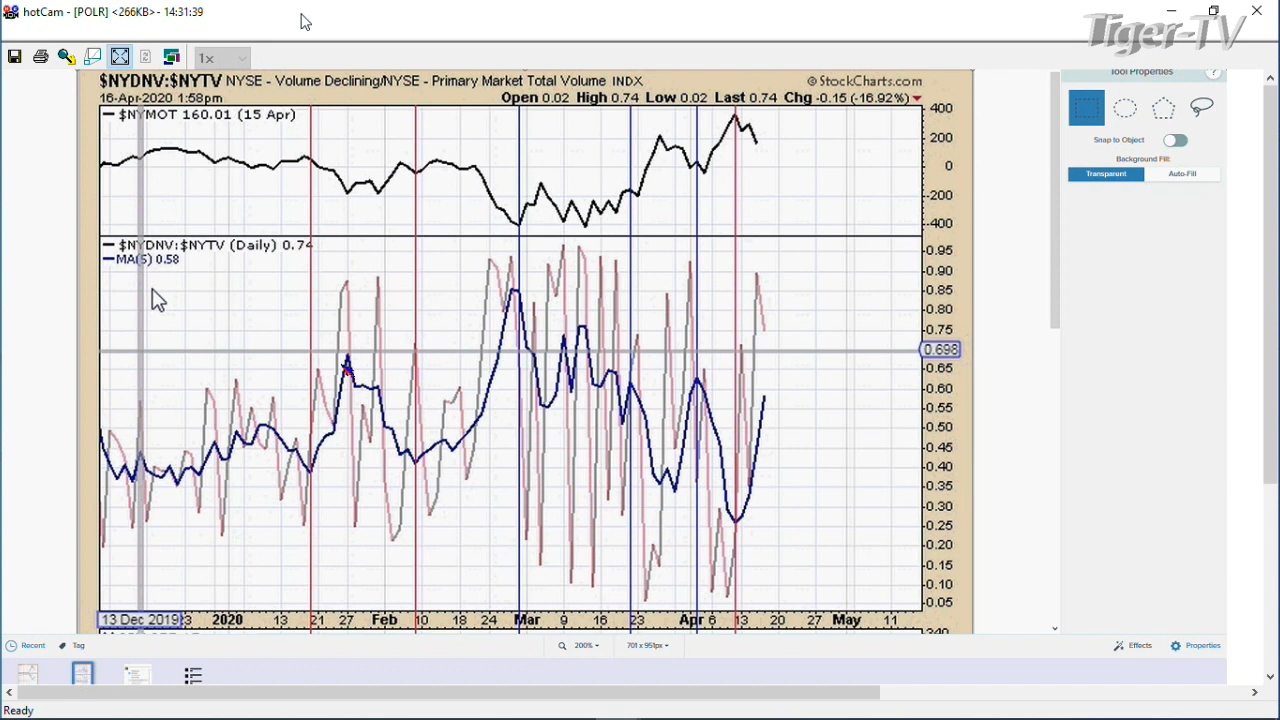 hotCam - [POLR] <266KB> - 14:31:39
Tiger-TV
1x
Tool Properties
?
$NYDNV:$NYTV NYSE - Volume Declining/NYSE - Primary Market Total Volume INDX
© StockCharts.com
16-Apr-2020 1:58pm
Open 0.02 High 0.74 Low 0.02 Last 0.74 Chg -0.15 (-16.92%)
$NYMOT 160.01 (15 Apr)
400
200
0
-200
-400
Snap to Object
Background Fill:
Transparent
Auto-Fill
$NYDNV:$NYTV (Daily) 0.74
MA(5) 0.58
0.95
0.90
0.85
0.80
0.75
0.698
0.65
0.60
0.55
0.50
0.45
0.40
0.35
0.30
0.25
0.20
0.15
0.10
0.05
13 Dec 2019 23 2020 13 21 27 Feb 10 18 24 Mar 9 16 23 Apr 6 13 20 27 May 11
Recent
Tag
200%
701 x 951px
Effects
Properties
Ready